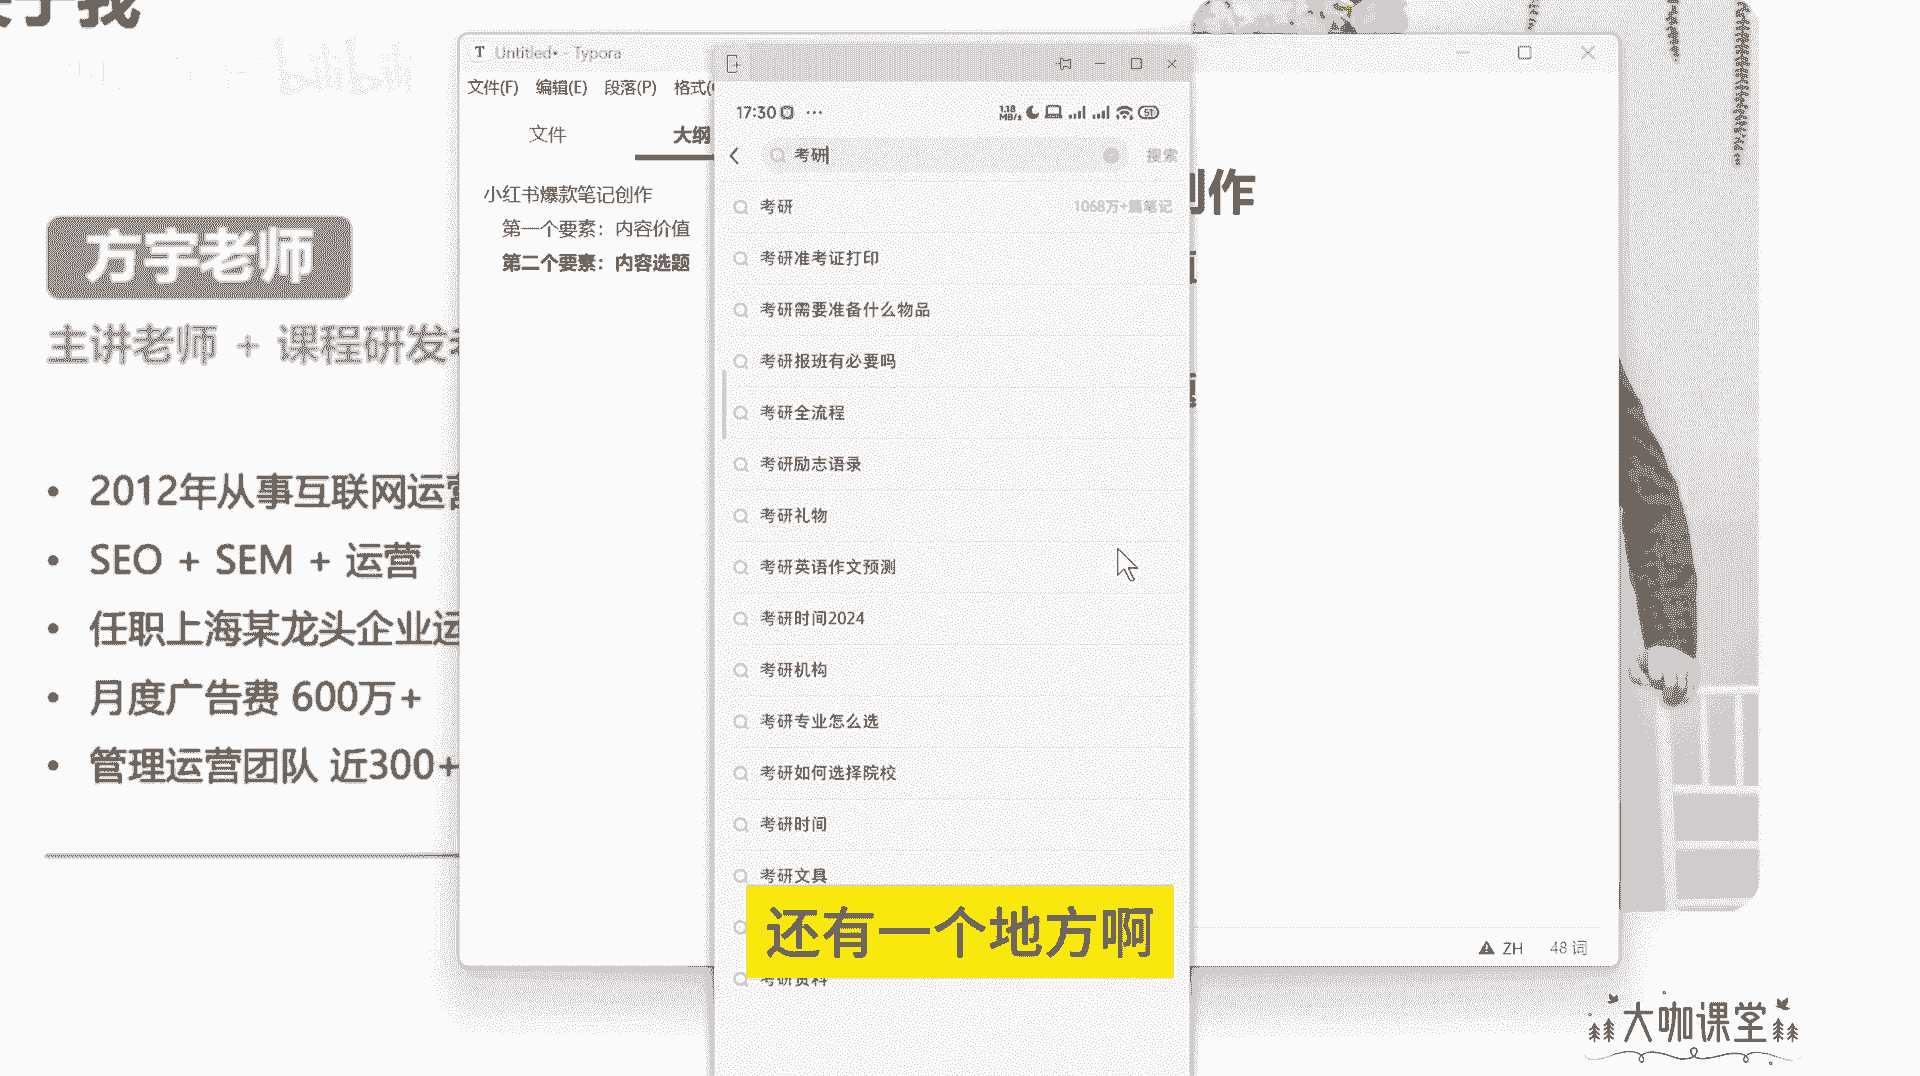 关于我
bilibili
方宇老师
主讲老师 + 课程研发
2012年从事互联网运营
SEO + SEM + 运营
任职上海某龙头企业运
月度广告费 600万+
管理运营团队 近300+
Untitled• - Typora
文件(F) 编辑(E) 段落(P) 格式(
文件 大纲
小红书爆款笔记创作
第一个要素：内容价值
第二个要素：内容选题
创作
17:30 ···
1.18 MB/s 51
考研 搜索
考研 1068万+篇笔记
考研准考证打印
考研需要准备什么物品
考研报班有必要吗
考研全流程
考研励志语录
考研礼物
考研英语作文预测
考研时间2024
考研机构
考研专业怎么选
考研如何选择院校
考研时间
考研文具
还有一个地方啊
考研资料
ZH 48 词
大咖课堂